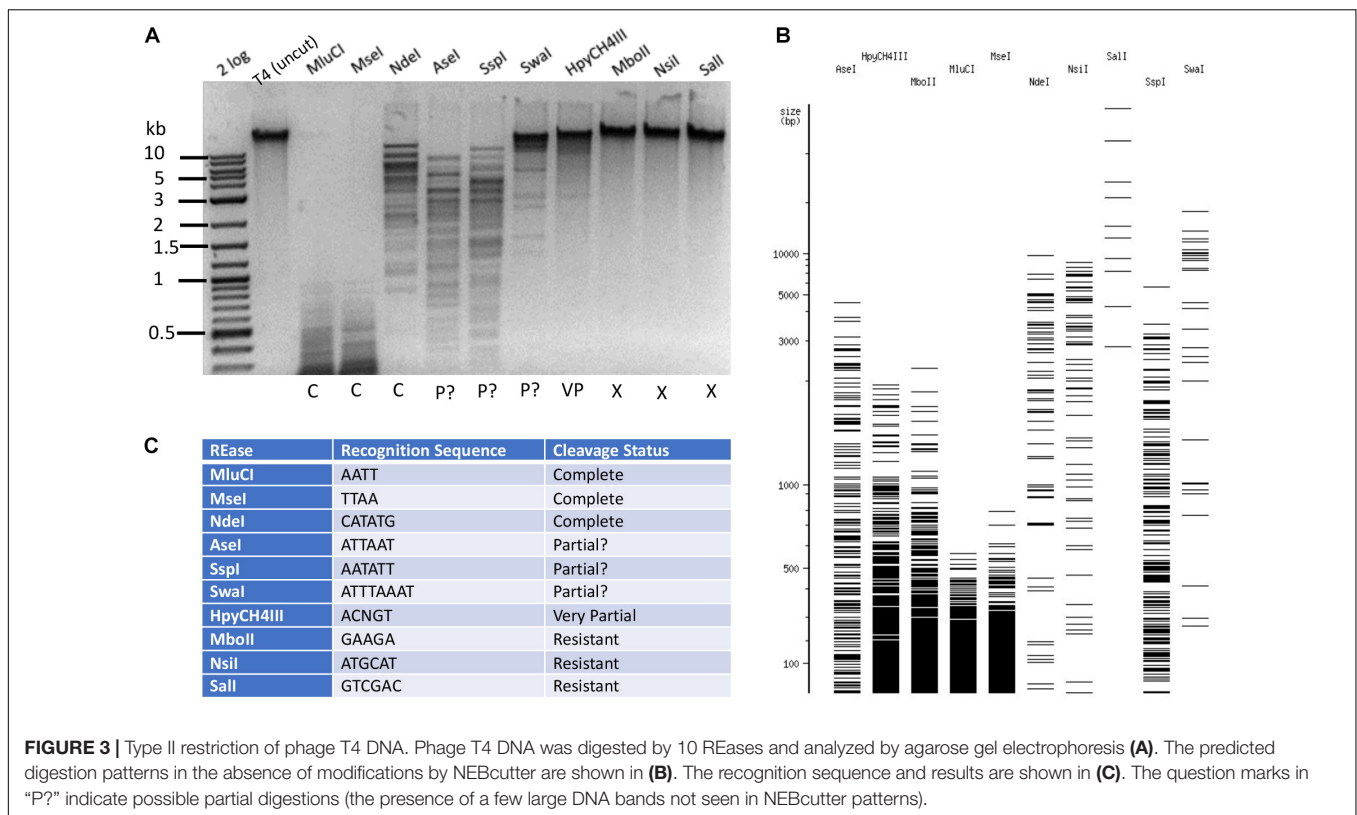 A
2 log T4 (uncut) MluCI MseI NdeI AseI SspI SwaI HpyCH4III MboII NsiI SalI
kb
10
5
3
2
1.5
1
0.5
C C C P? P? P? VP X X X
B
HpyCH4III MseI SalI
AseI MluCI NsiI SwaI
MboII NdeI SspI
size
(bp)
10000
5000
3000
1000
500
100
C
REase Recognition Sequence Cleavage Status
MluCI AATT Complete
MseI TTAA Complete
NdeI CATATG Complete
AseI ATTAAT Partial?
SspI AATATT Partial?
SwaI ATTTAAAT Partial?
HpyCH4III ACNGT Very Partial
MboII GAAGA Resistant
NsiI ATGCAT Resistant
SalI GTCGAC Resistant
FIGURE 3 | Type II restriction of phage T4 DNA. Phage T4 DNA was digested by 10 REases and analyzed by agarose gel electrophoresis (A). The predicted
digestion patterns in the absence of modifications by NEBcutter are shown in (B). The recognition sequence and results are shown in (C). The question marks in
“P?” indicate possible partial digestions (the presence of a few large DNA bands not seen in NEBcutter patterns).